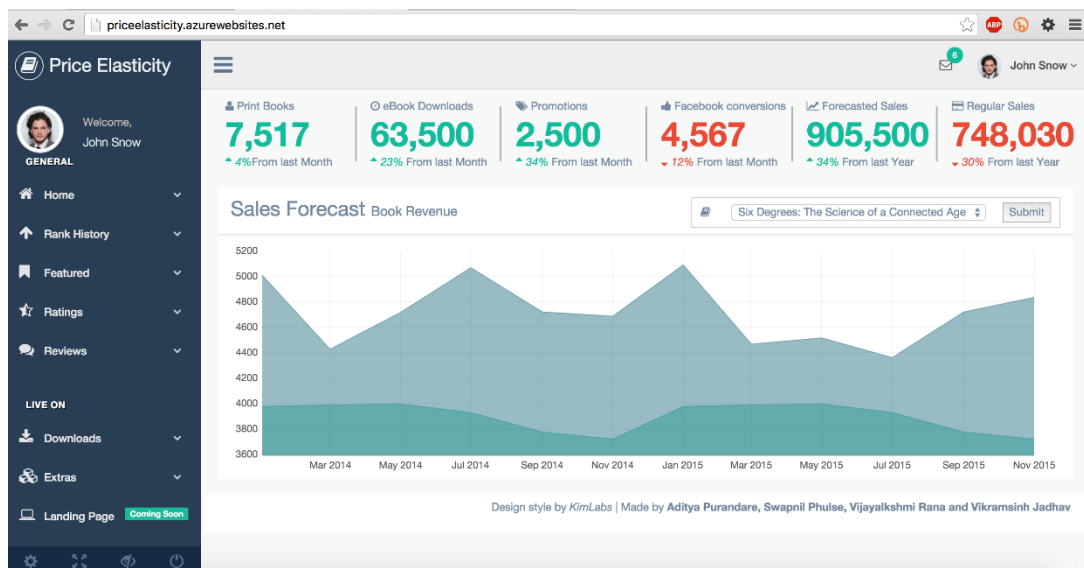 priceelasticity.azurewebsites.net
ABP
Price Elasticity
6
John Snow
Welcome,
John Snow
GENERAL
Home
Rank History
Featured
Ratings
Reviews
LIVE ON
Downloads
Extras
Landing Page Coming Soon
Print Books
7,517
4%From last Month
eBook Downloads
63,500
23% From last Month
Promotions
2,500
34% From last Month
Facebook conversions
4,567
12% From last Month
Forecasted Sales
905,500
34% From last Year
Regular Sales
748,030
30% From last Year
Sales Forecast Book Revenue
Six Degrees: The Science of a Connected Age
Submit
5200
5000
4800
4600
4400
4200
4000
3800
3600
Mar 2014 May 2014 Jul 2014 Sep 2014 Nov 2014 Jan 2015 Mar 2015 May 2015 Jul 2015 Sep 2015 Nov 2015
Design style by KimLabs | Made by Aditya Purandare, Swapnil Phulse, Vijayalkshmi Rana and Vikramsinh Jadhav